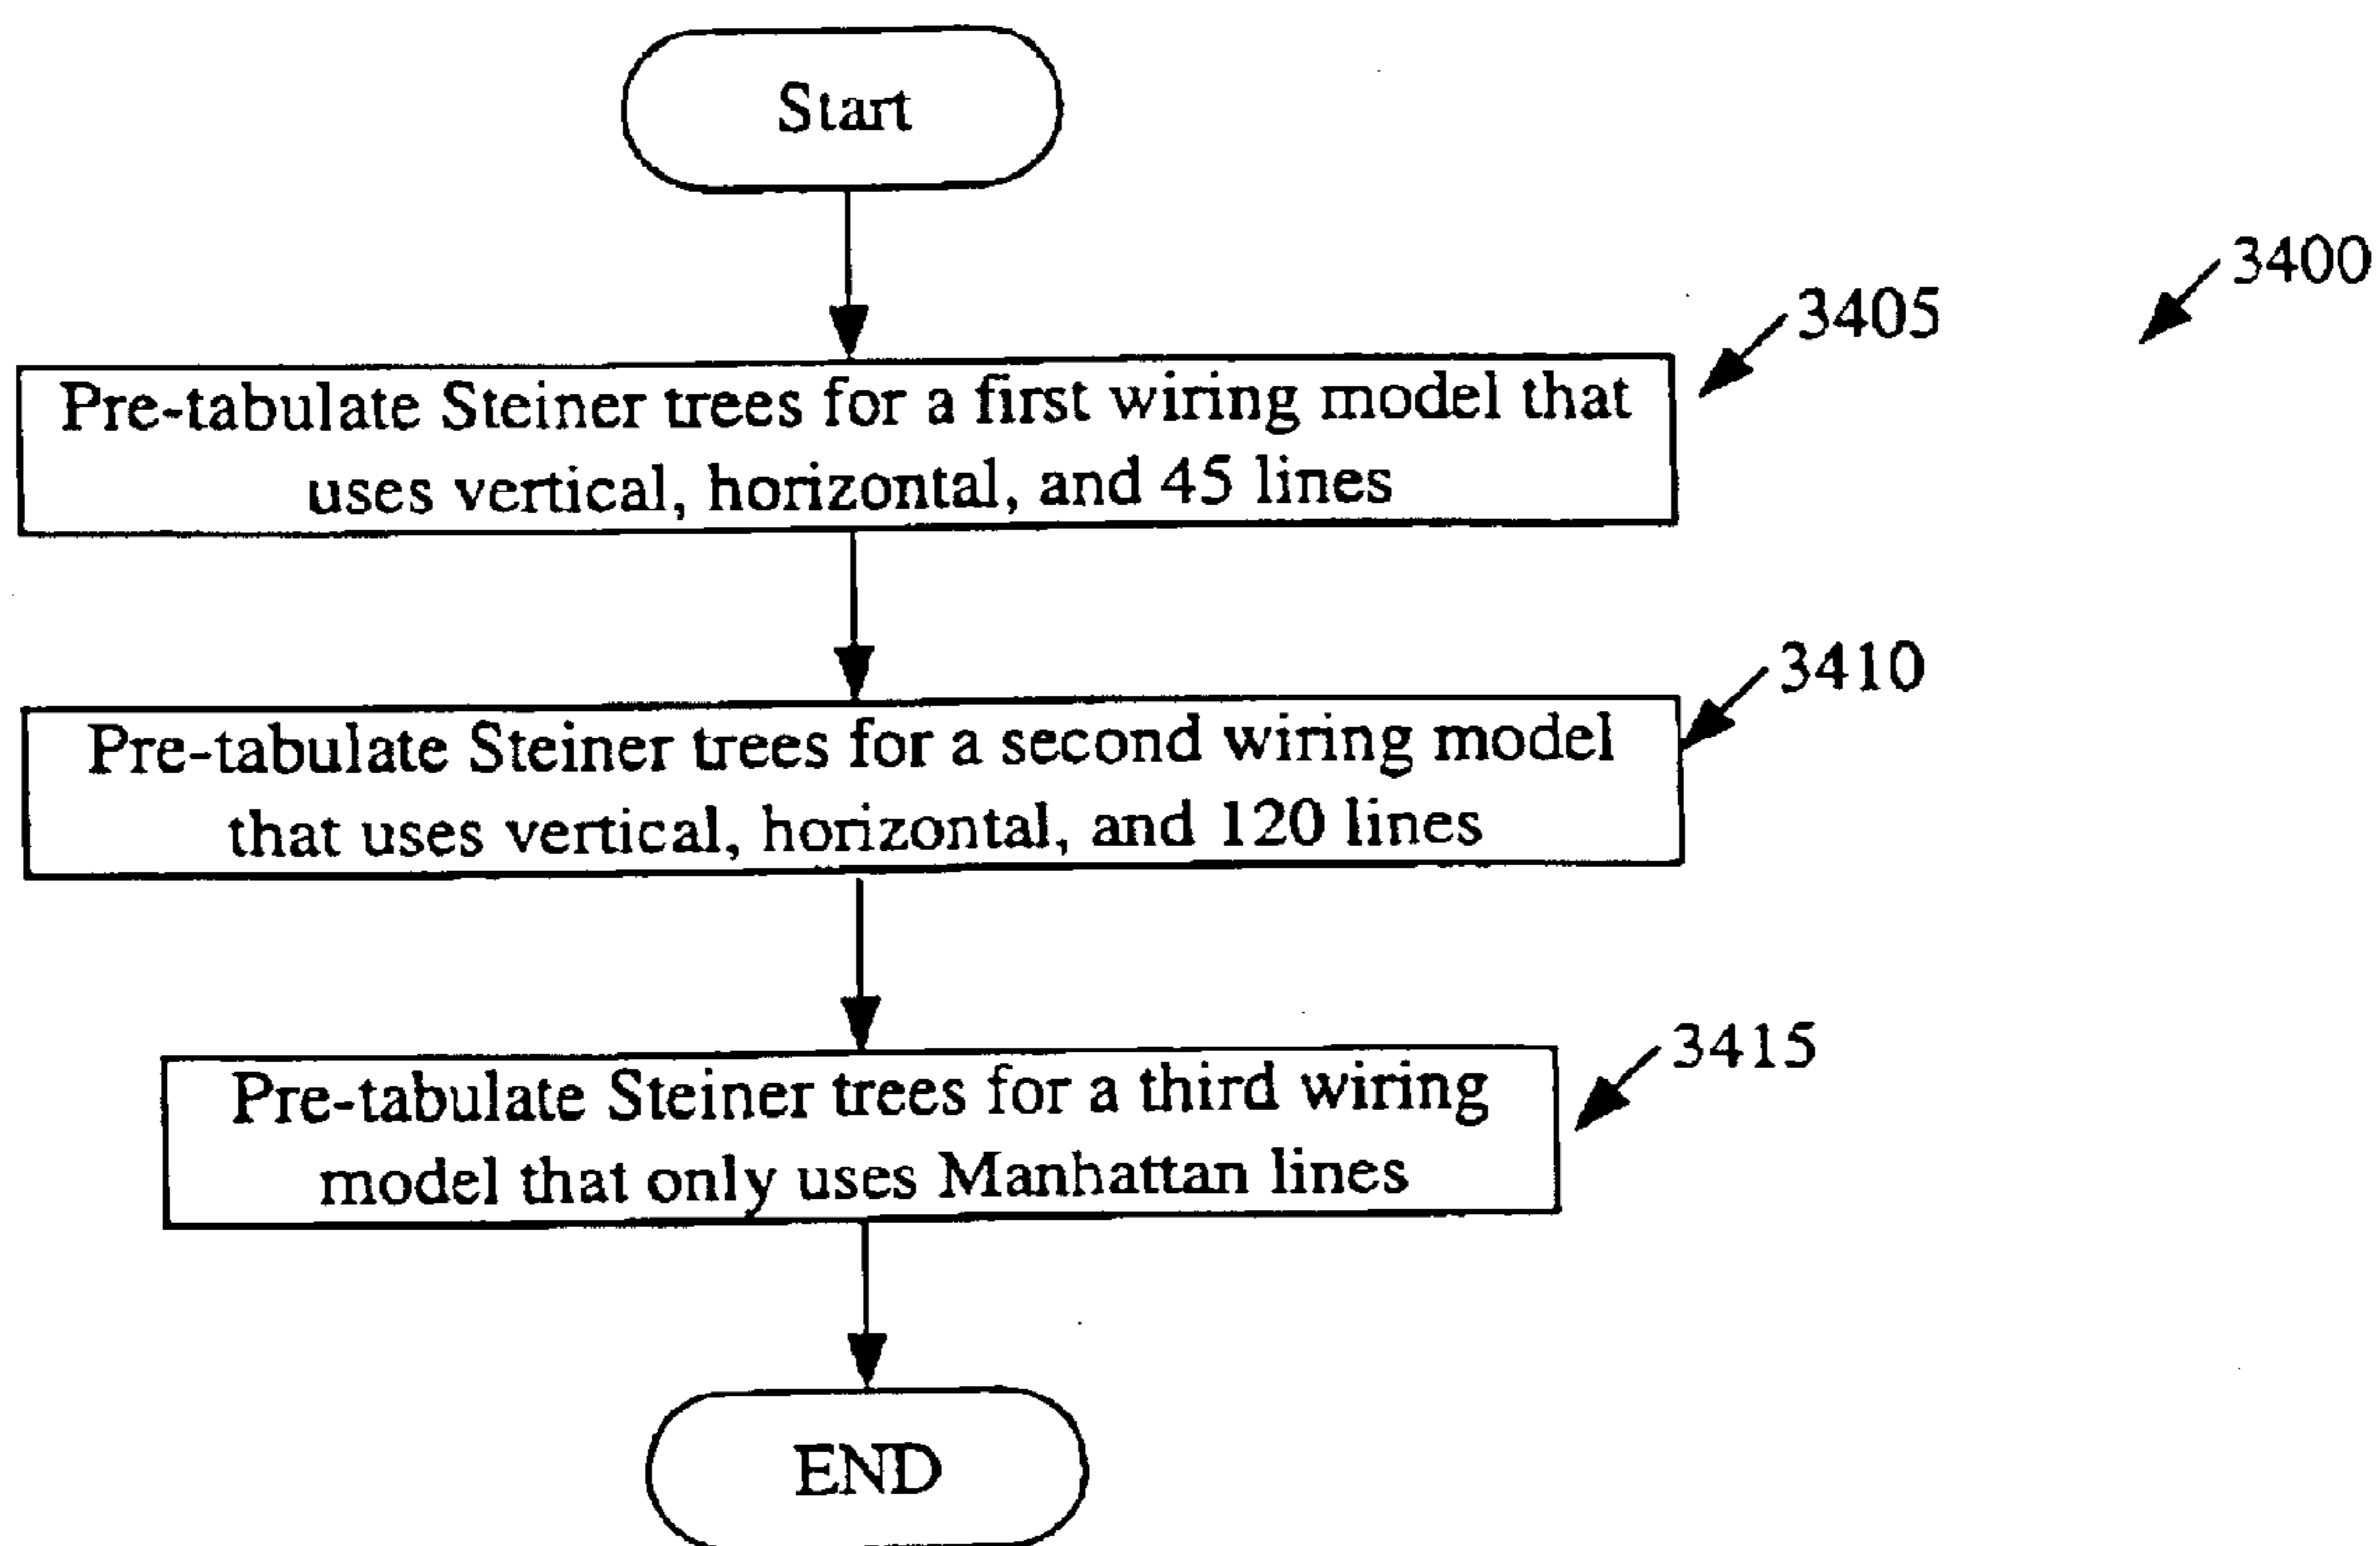 Start
3400
3405
Pre-tabulate Steiner trees for a first wiring model that
uses vertical, horizontal, and 45 lines
3410
Pre-tabulate Steiner trees for a second wiring model
that uses vertical, horizontal, and 120 lines
3415
Pre-tabulate Steiner trees for a third wiring
model that only uses Manhattan lines
END